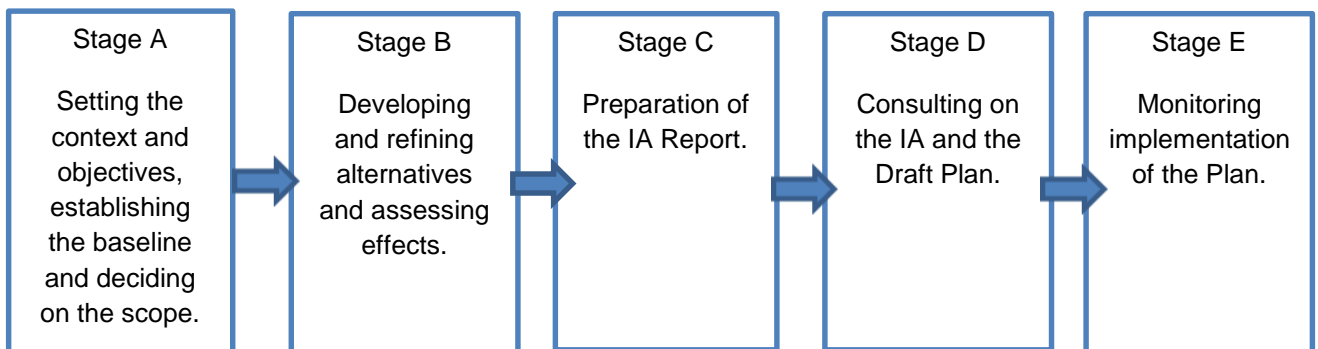 Stage A
Setting the
context and
objectives,
establishing
the baseline
and deciding
on the scope.
Stage B
Developing
and refining
alternatives
and assessing
effects.
Stage C
Preparation of
the IA Report.
Stage D
Consulting on
the IA and the
Draft Plan.
Stage E
Monitoring
implementation
of the Plan.